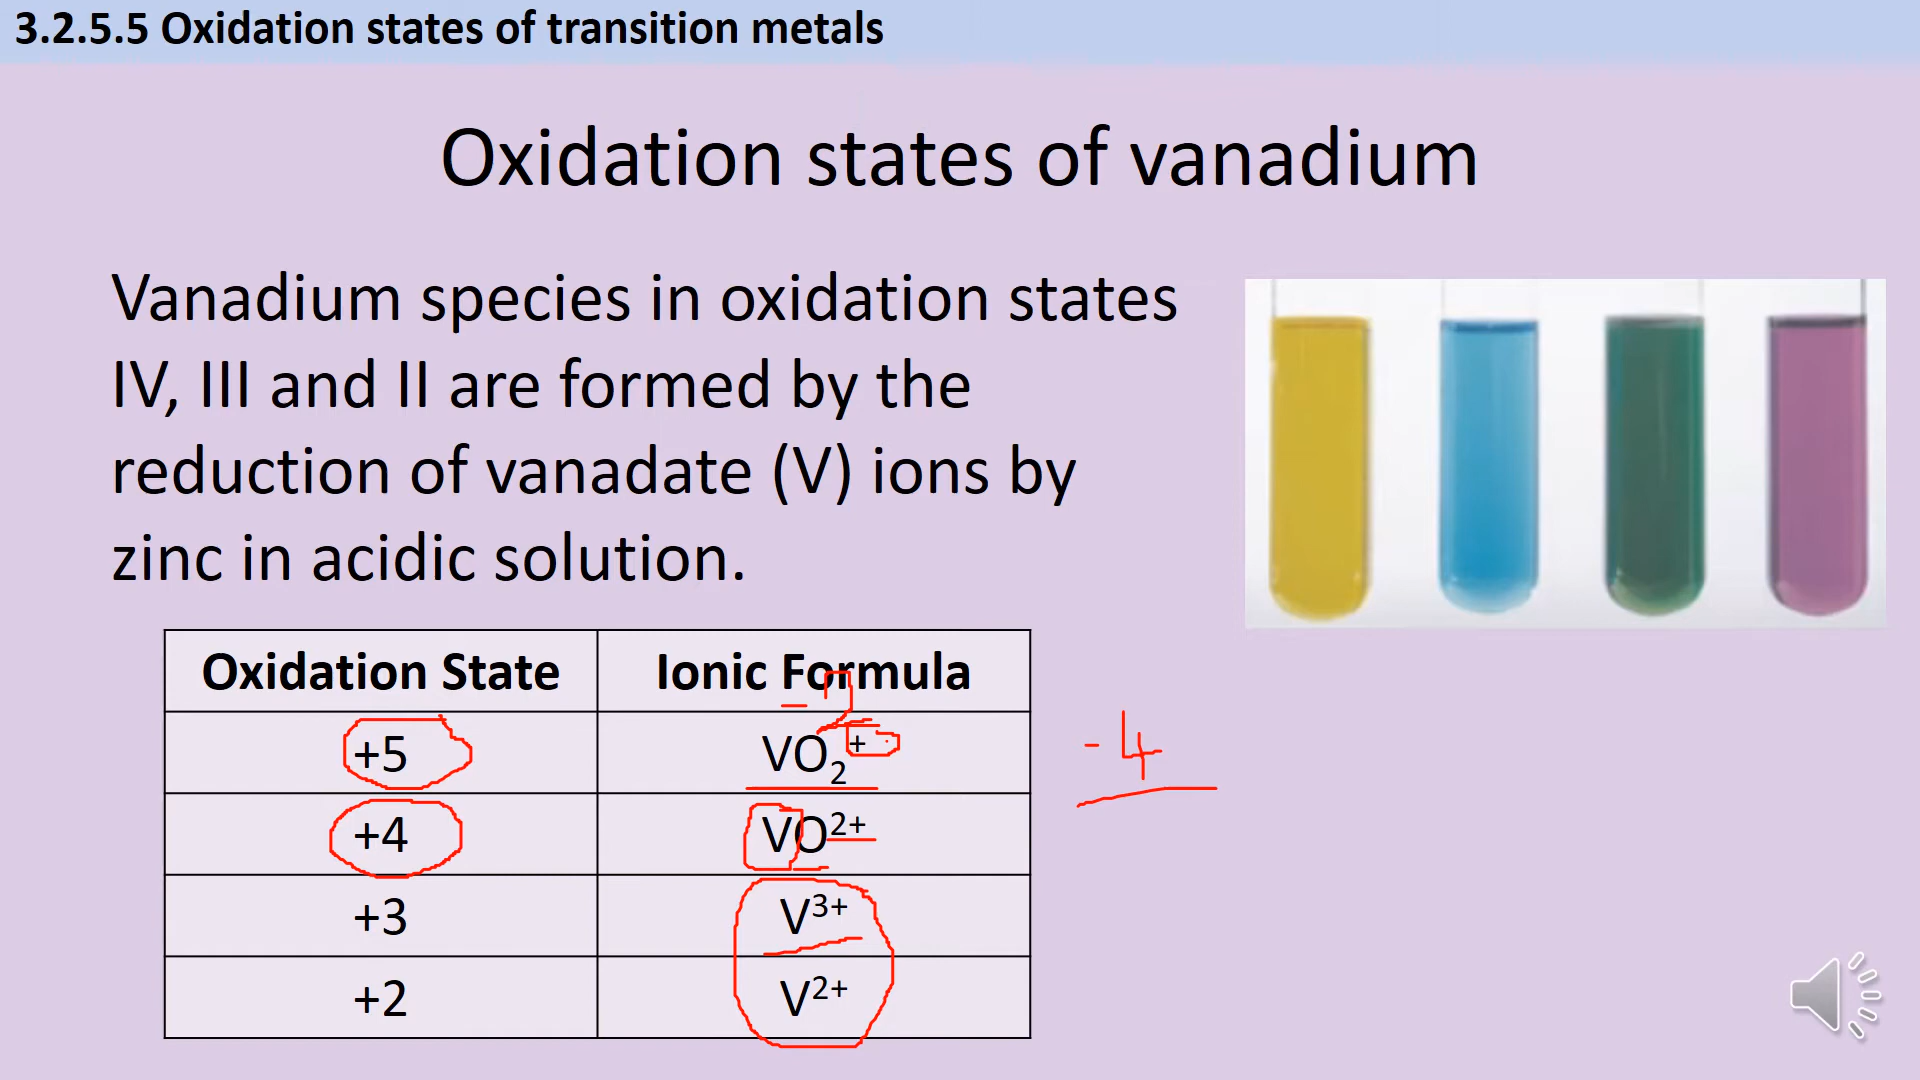 3.2.5.5 Oxidation states of transition metals
Oxidation states of vanadium
Vanadium species in oxidation states
IV, III and II are formed by the
reduction of vanadate (V) ions by
zinc in acidic solution.
Oxidation State Ionic Formula
-2
+5 VO₂⁺
-4
+4 VO²⁺
+3 V³⁺
+2 V²⁺